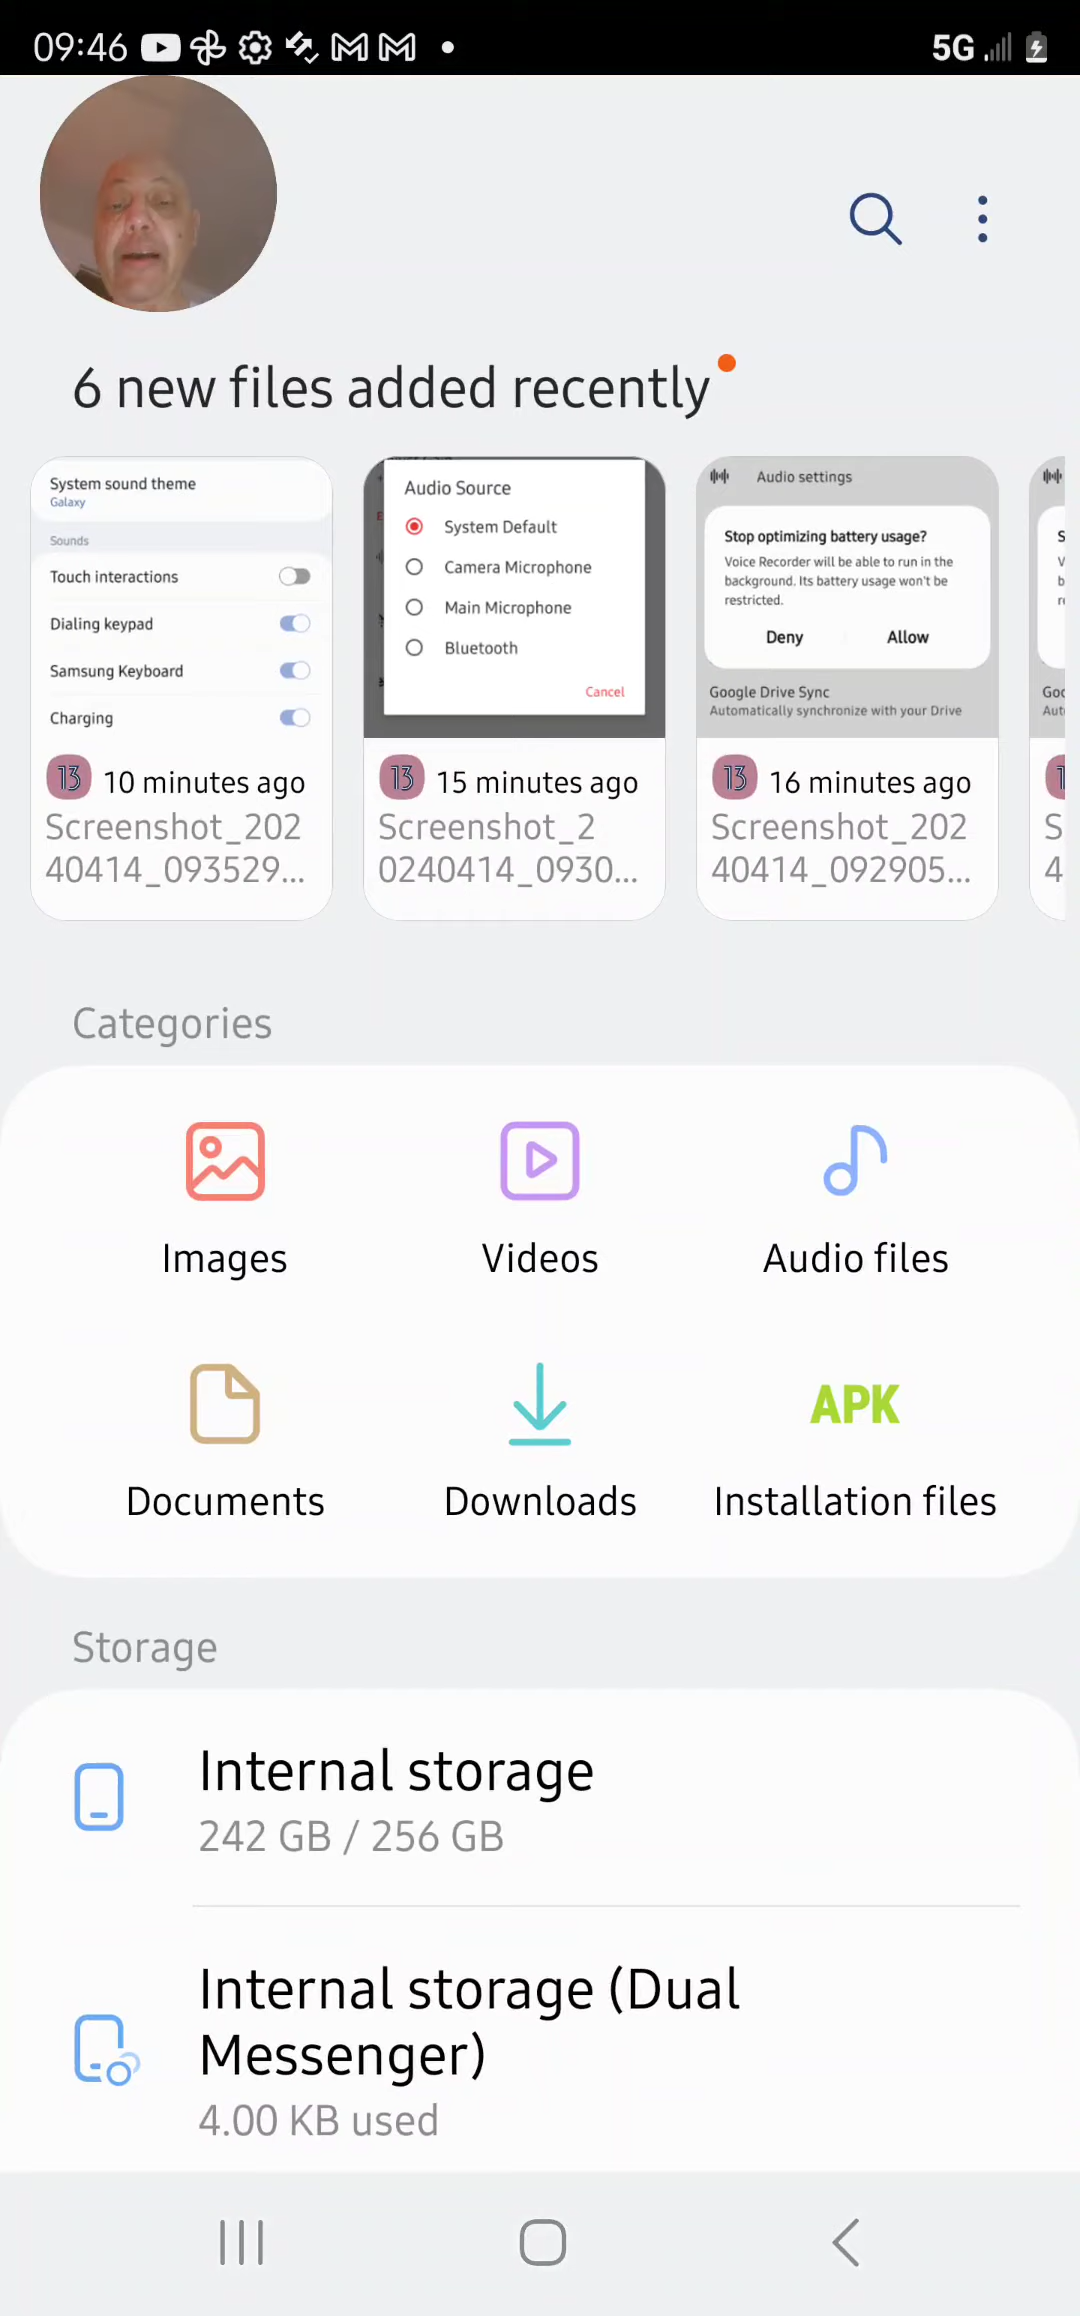 09:46
5G
6 new files added recently
System sound theme
Galaxy
Sounds
Touch interactions
Dialing keypad
Samsung Keyboard
Charging
13 10 minutes ago
Screenshot_202
40414_093529...
Audio Source
System Default
Camera Microphone
Main Microphone
Bluetooth
Cancel
13 15 minutes ago
Screenshot_2
0240414_0930...
Audio settings
Stop optimizing battery usage?
Voice Recorder will be able to run in the
background. Its battery usage won't be
restricted.
Deny Allow
Google Drive Sync
Automatically synchronize with your Drive
13 16 minutes ago
Screenshot_202
40414_092905...
Categories
Images Videos Audio files
APK
Documents Downloads Installation files
Storage
Internal storage
242 GB / 256 GB
Internal storage (Dual
Messenger)
4.00 KB used